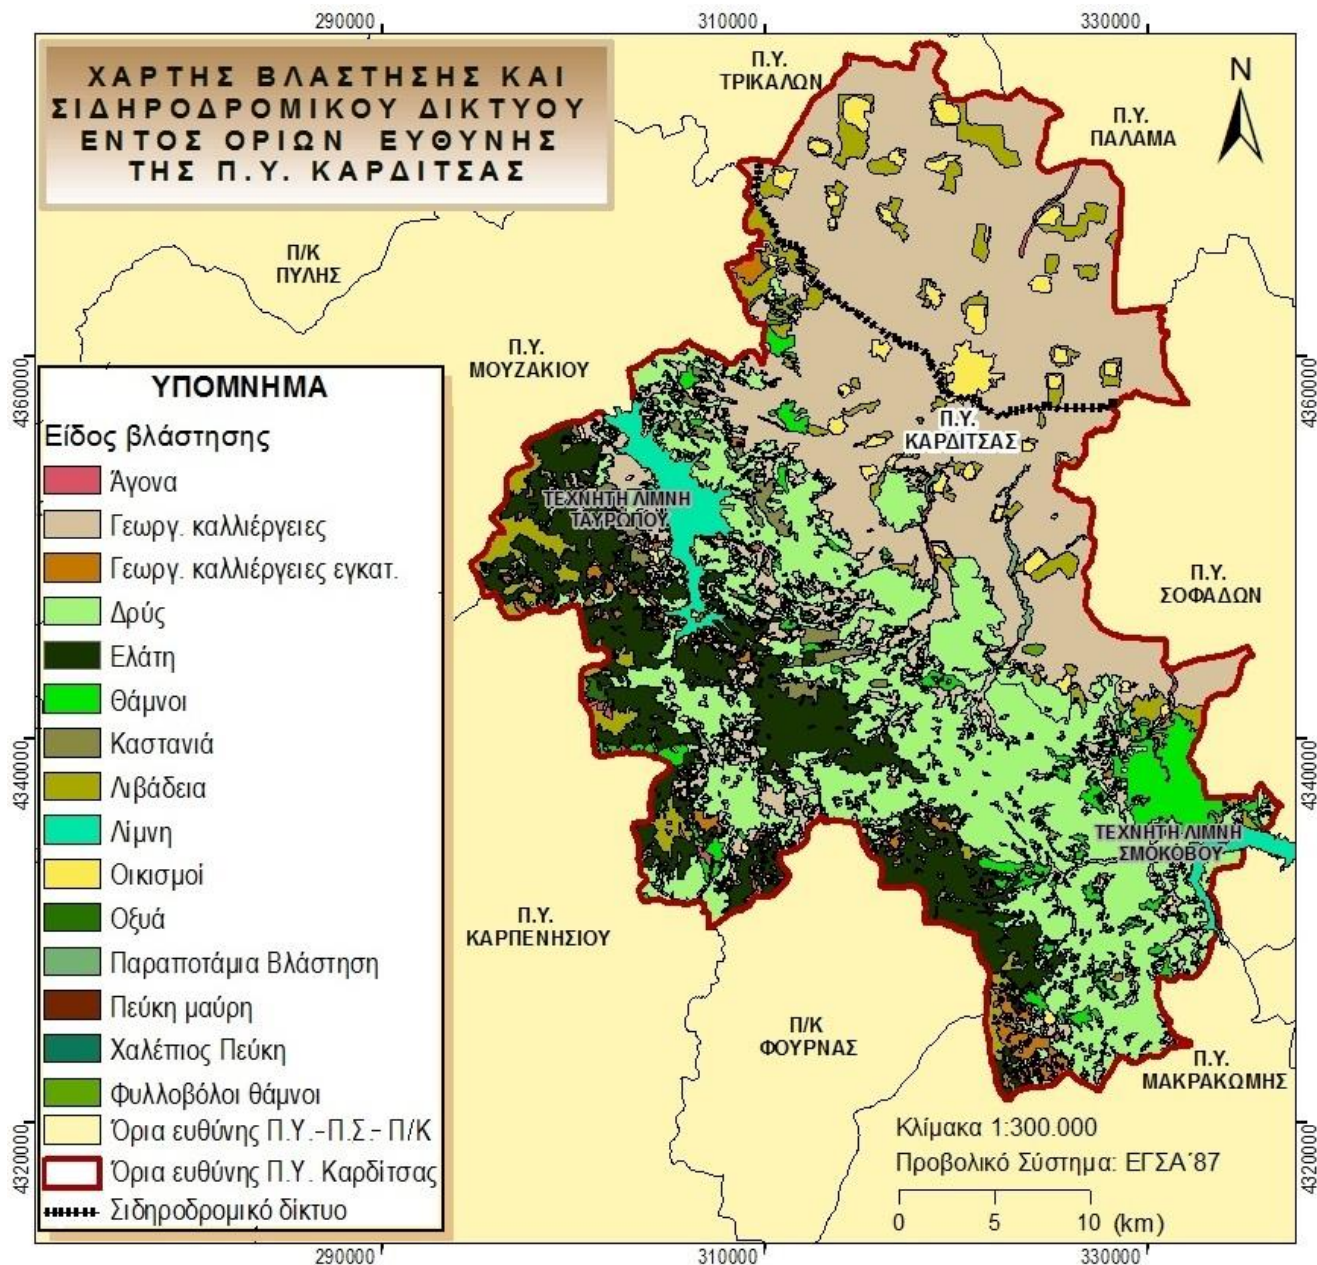 290000
310000
330000
ΧΑΡΤΗΣ ΒΛΑΣΤΗΣΗΣ ΚΑΙ
ΣΙΔΗΡΟΔΡΟΜΙΚΟΥ ΔΙΚΤΥΟΥ
ΕΝΤΟΣ ΟΡΙΩΝ ΕΥΘΥΝΗΣ
ΤΗΣ Π.Υ. ΚΑΡΔΙΤΣΑΣ
Π.Υ.
ΤΡΙΚΑΛΩΝ
Π.Υ.
ΠΑΛΑΜΑ
N
Π/Κ
ΠΥΛΗΣ
Π.Υ.
ΜΟΥΖΑΚΙΟΥ
4360000
4360000
Π.Υ.
ΚΑΡΔΙΤΣΑΣ
ΤΕΧΝΗΤΗ ΛΙΜΝΗ
ΤΑΥΡΩΠΟΥ
Π.Υ.
ΣΟΦΑΔΩΝ
4340000
4340000
ΤΕΧΝΗΤΗ ΛΙΜΝΗ
ΣΜΟΚΟΒΟΥ
Π.Υ.
ΚΑΡΠΕΝΗΣΙΟΥ
Π/Κ
ΦΟΥΡΝΑΣ
Π.Υ.
ΜΑΚΡΑΚΩΜΗΣ
ΥΠΟΜΝΗΜΑ
Είδος βλάστησης
Άγονα
Γεωργ. καλλιέργειες
Γεωργ. καλλιέργειες εγκατ.
Δρύς
Ελάτη
Θάμνοι
Καστανιά
Λιβάδεια
Λίμνη
Οικισμοί
Οξυά
Παραποτάμια Βλάστηση
Πεύκη μαύρη
Χαλέπιος Πεύκη
Φυλλοβόλοι θάμνοι
Όρια ευθύνης Π.Υ.-Π.Σ.- Π/Κ
Όρια ευθύνης Π.Υ. Καρδίτσας
Σιδηροδρομικό δίκτυο
4320000
4320000
Κλίμακα 1:300.000
Προβολικό Σύστημα: ΕΓΣΑ΄87
0 5 10 (km)
290000
310000
330000